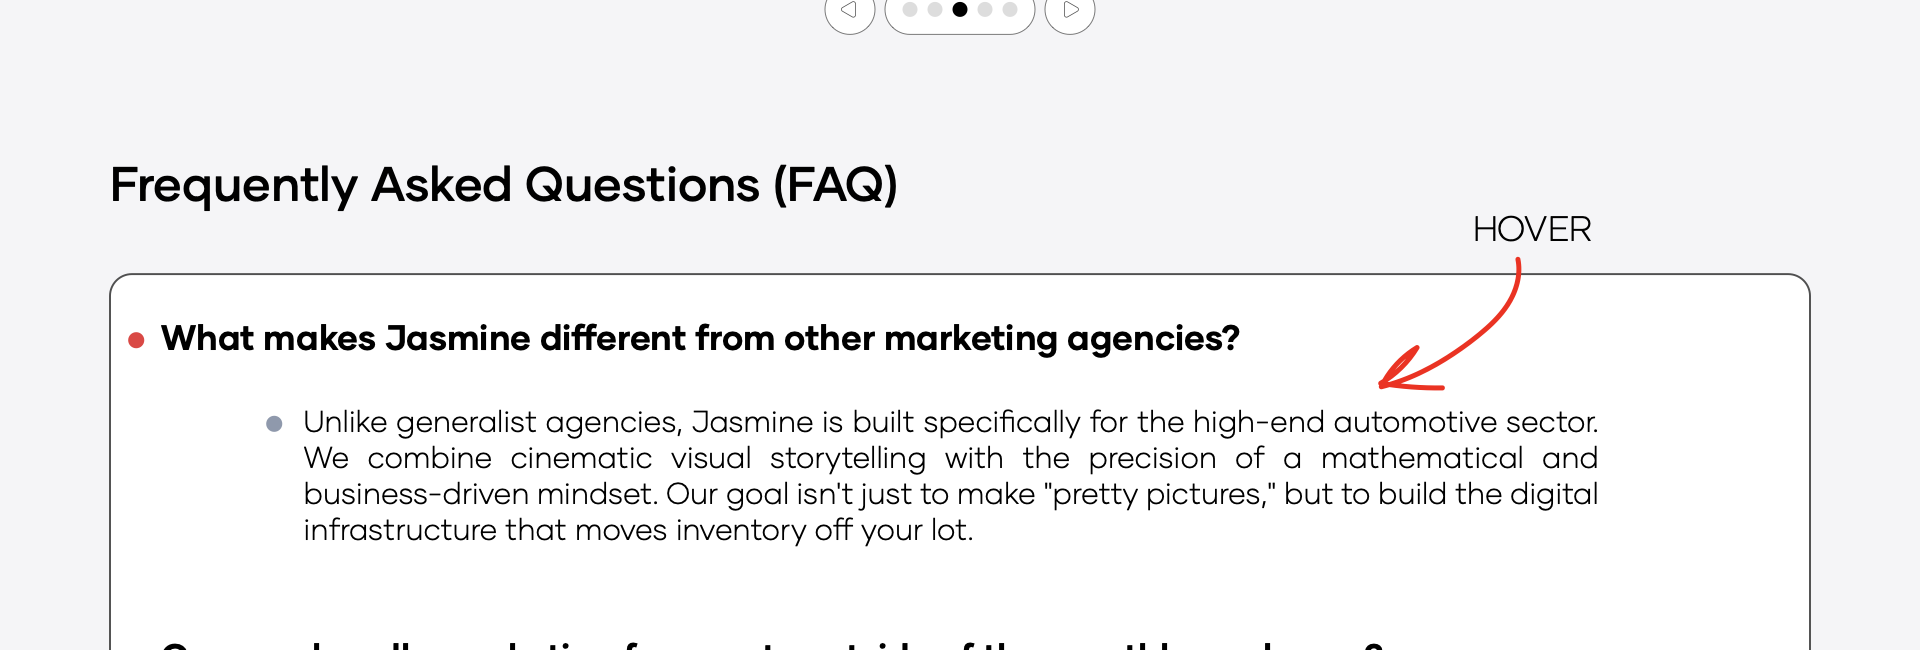 Frequently Asked Questions (FAQ)
HOVER
What makes Jasmine different from other marketing agencies?
Unlike generalist agencies, Jasmine is built specifically for the high-end automotive sector.
We combine cinematic visual storytelling with the precision of a mathematical and
business-driven mindset. Our goal isn't just to make "pretty pictures," but to build the digital
infrastructure that moves inventory off your lot.